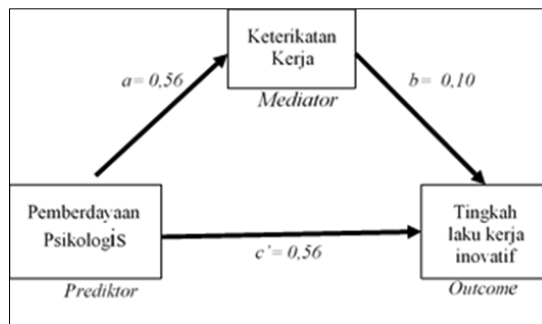 Keterikatan
Kerja
Mediator
a= 0,56
b= 0,10
Pemberdayaan
Psikologis
Prediktor
c'= 0,56
Tingkah
laku kerja
inovatif
Outcome